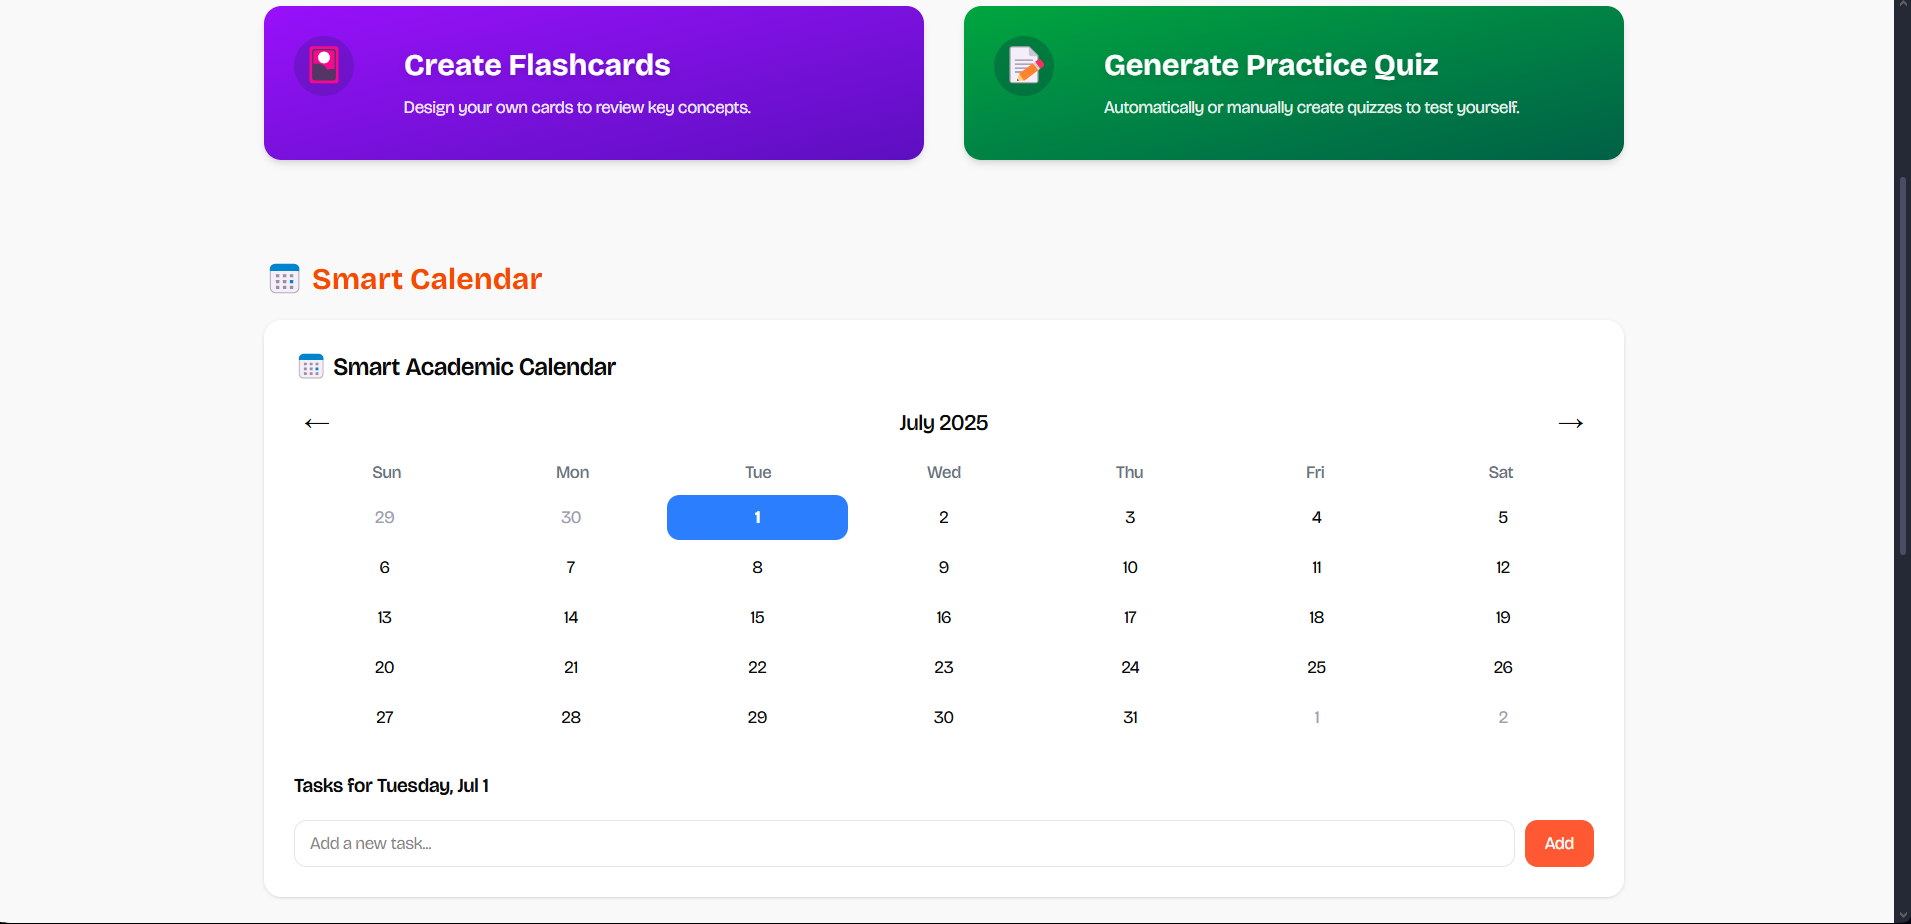 Create Flashcards
Design your own cards to review key concepts.
Generate Practice Quiz
Automatically or manually create quizzes to test yourself.
Smart Calendar
Smart Academic Calendar
← July 2025 →
Sun Mon Tue Wed Thu Fri Sat
29 30 1 2 3 4 5
6 7 8 9 10 11 12
13 14 15 16 17 18 19
20 21 22 23 24 25 26
27 28 29 30 31 1 2
Tasks for Tuesday, Jul 1
Add a new task... Add